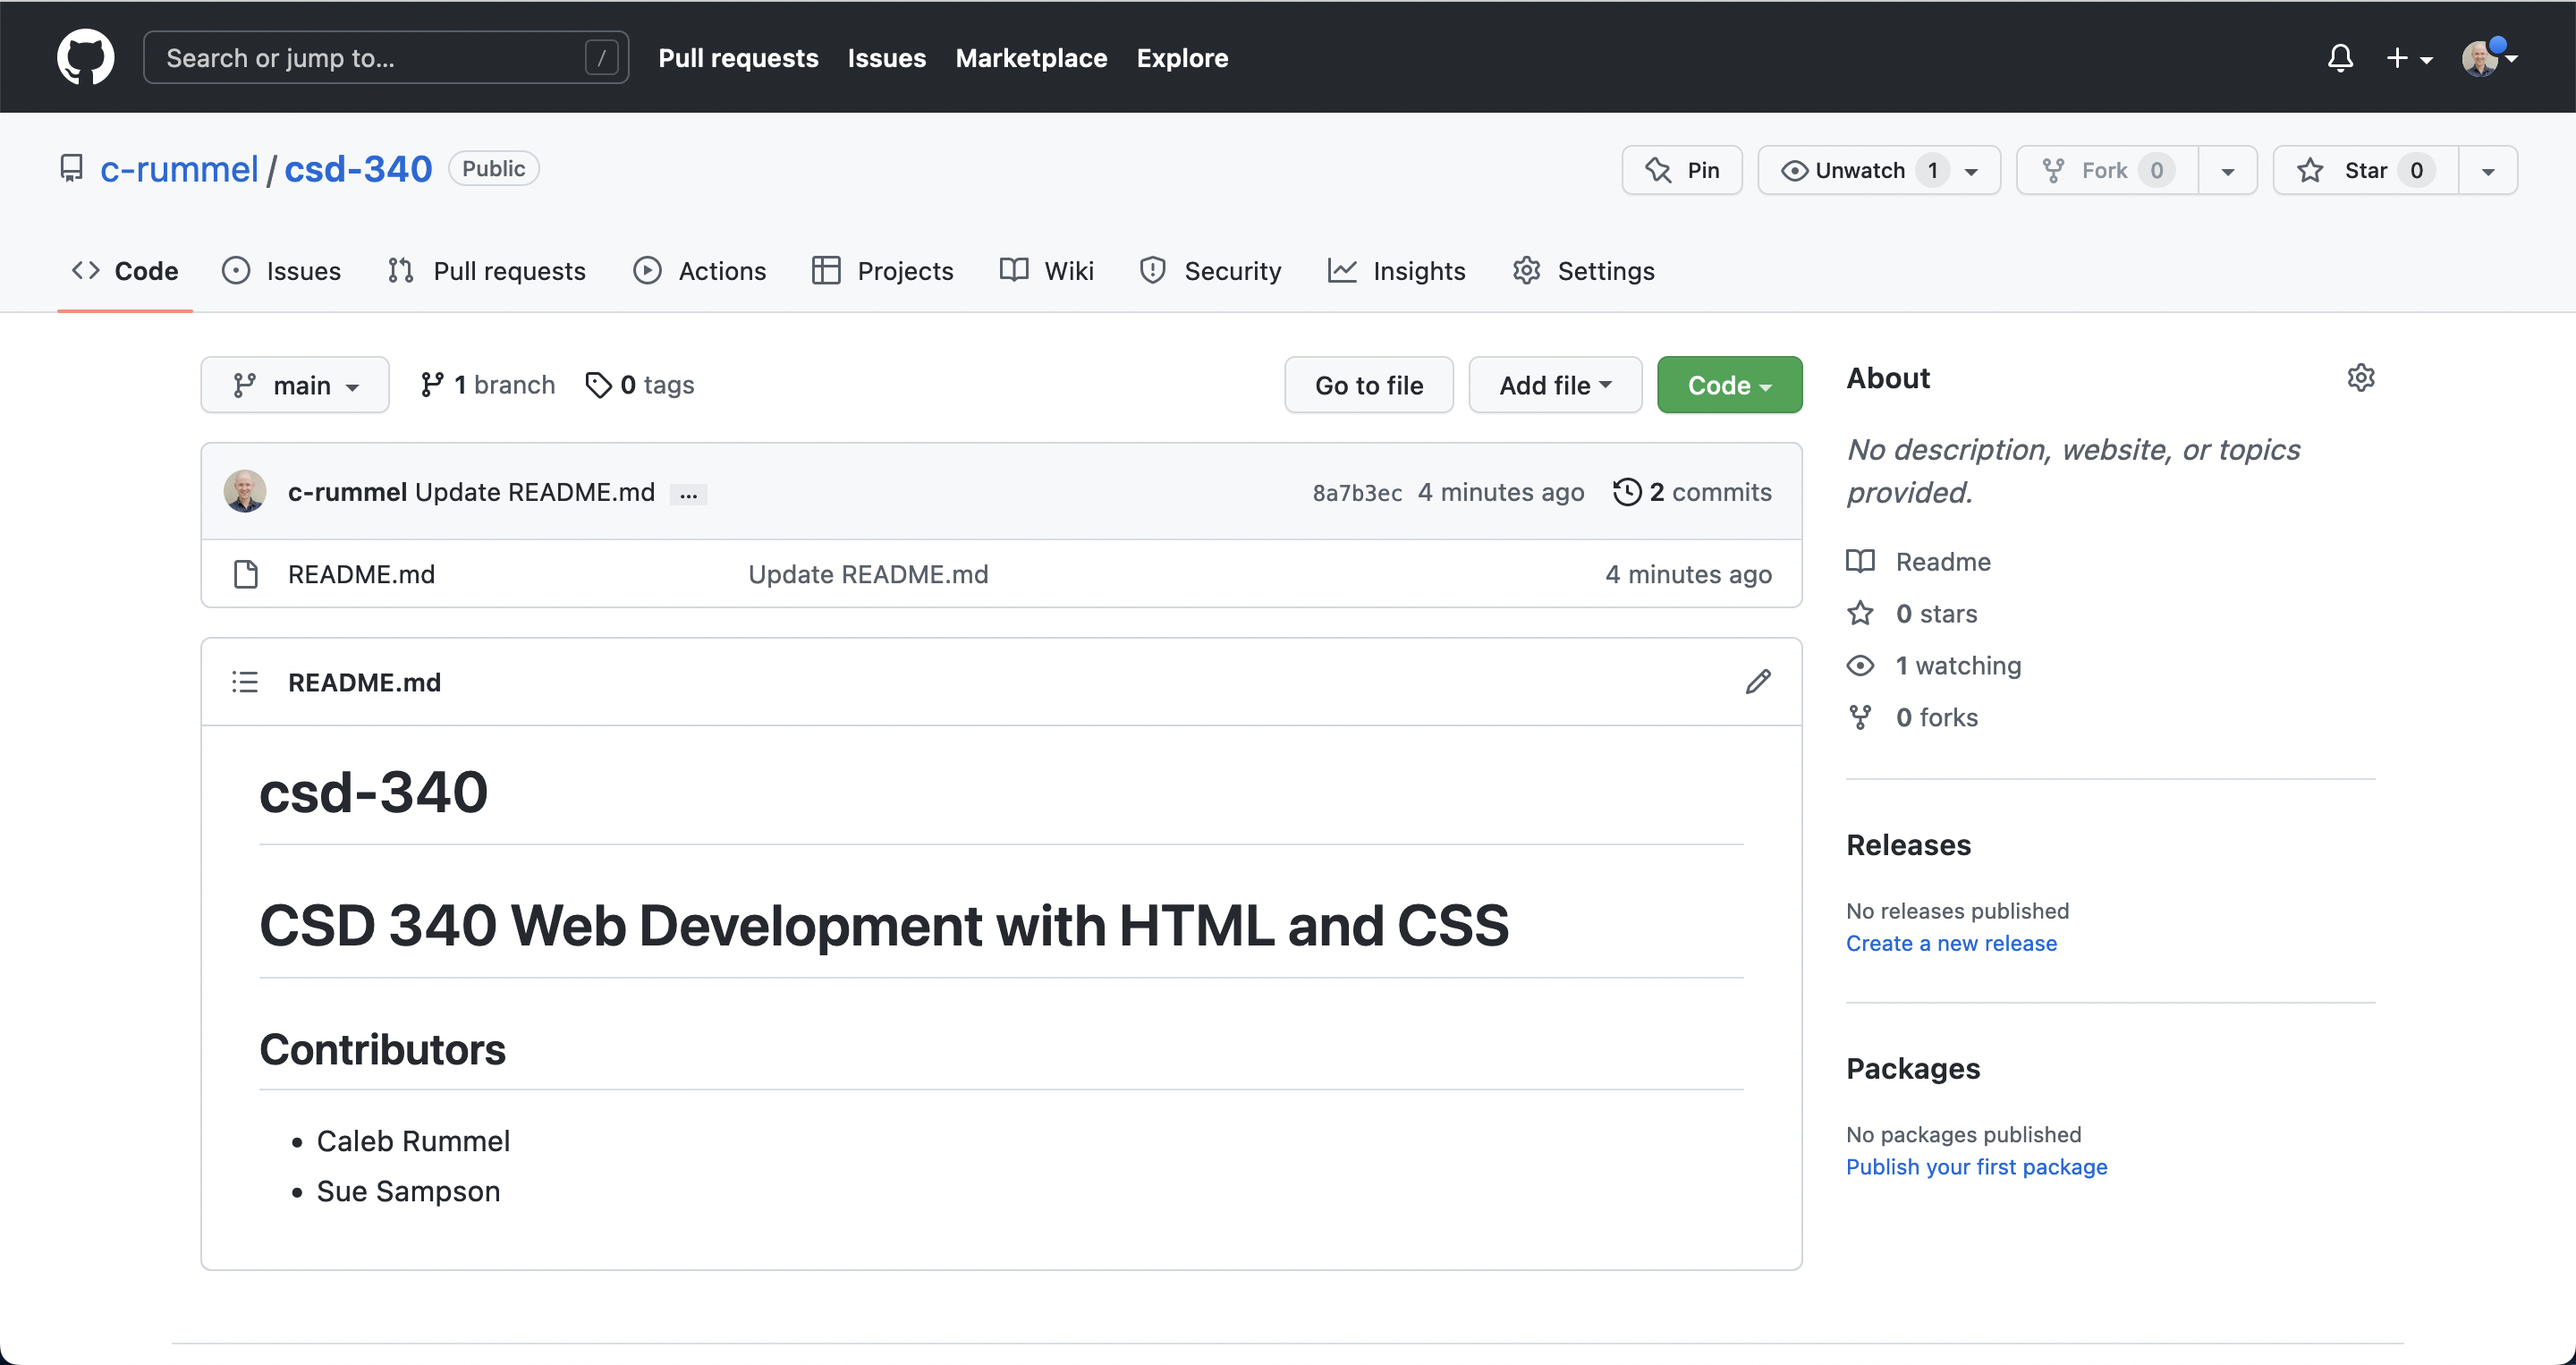 Search or jump to... /
Pull requests Issues Marketplace Explore
c-rummel / csd-340 Public
Pin Unwatch 1 Fork 0 Star 0
Code Issues Pull requests Actions Projects Wiki Security Insights Settings
main 1 branch 0 tags Go to file Add file Code
c-rummel Update README.md ... 8a7b3ec 4 minutes ago 2 commits
README.md Update README.md 4 minutes ago
README.md
csd-340
CSD 340 Web Development with HTML and CSS
Contributors
Caleb Rummel
Sue Sampson
About
No description, website, or topics
provided.
Readme
0 stars
1 watching
0 forks
Releases
No releases published
Create a new release
Packages
No packages published
Publish your first package